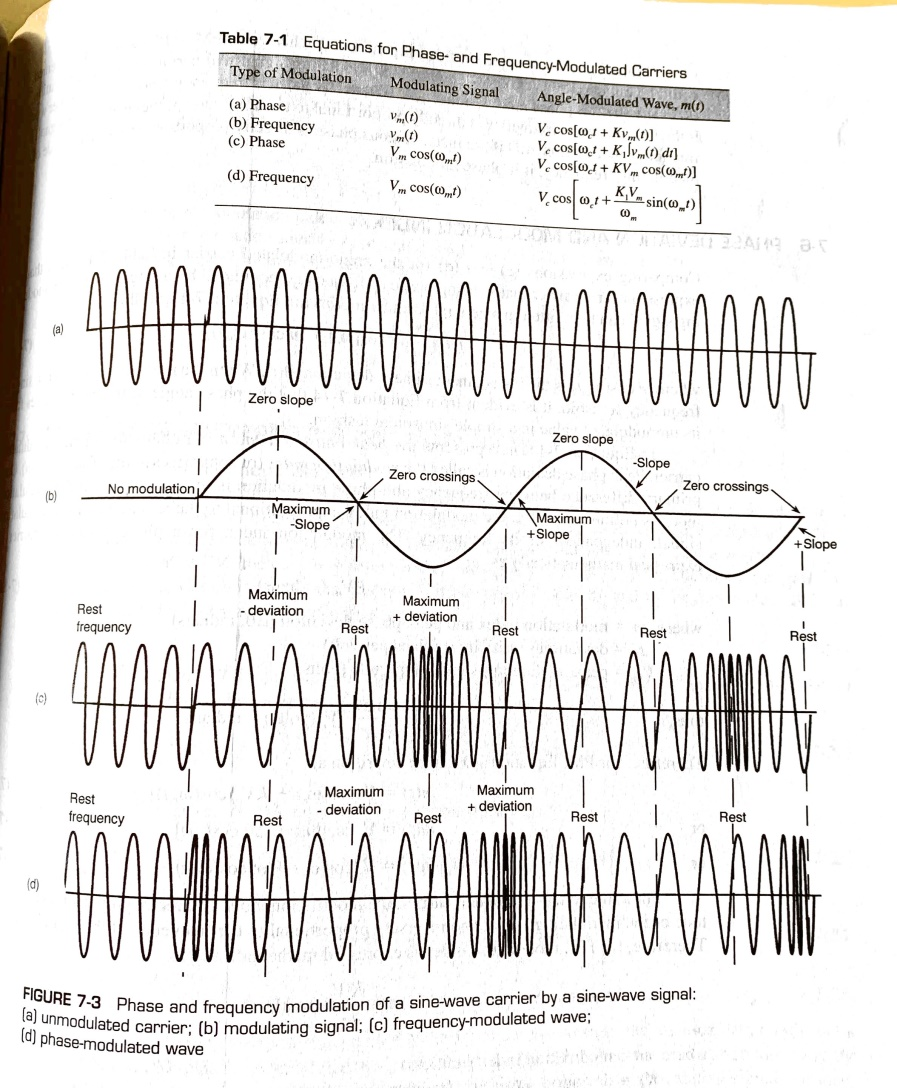 Table 7-1 Equations for Phase- and Frequency-Modulated Carriers
Type of Modulation Modulating Signal Angle-Modulated Wave, m(t)
(a) Phase vm(t) Vc cos[ωct + Kvm(t)]
(b) Frequency vm(t) Vc cos[ωct + K1∫vm(t) dt]
(c) Phase Vm cos(ωmt) Vc cos[ωct + KVm cos(ωmt)]
(d) Frequency Vm cos(ωmt) Vc cos[ωct + K1Vm/ωm sin(ωmt)]
(a)
Zero slope
Zero slope
-Slope
Zero crossings
Zero crossings
(b)
No modulation
Maximum
-Slope
Maximum
+Slope
+Slope
Maximum
- deviation
Maximum
+ deviation
Rest
frequency
Rest
Rest
Rest
Rest
(c)
Maximum
- deviation
Maximum
+ deviation
Rest
frequency
Rest
Rest
Rest
Rest
(d)
FIGURE 7-3 Phase and frequency modulation of a sine-wave carrier by a sine-wave signal:
(a) unmodulated carrier; (b) modulating signal; (c) frequency-modulated wave;
(d) phase-modulated wave